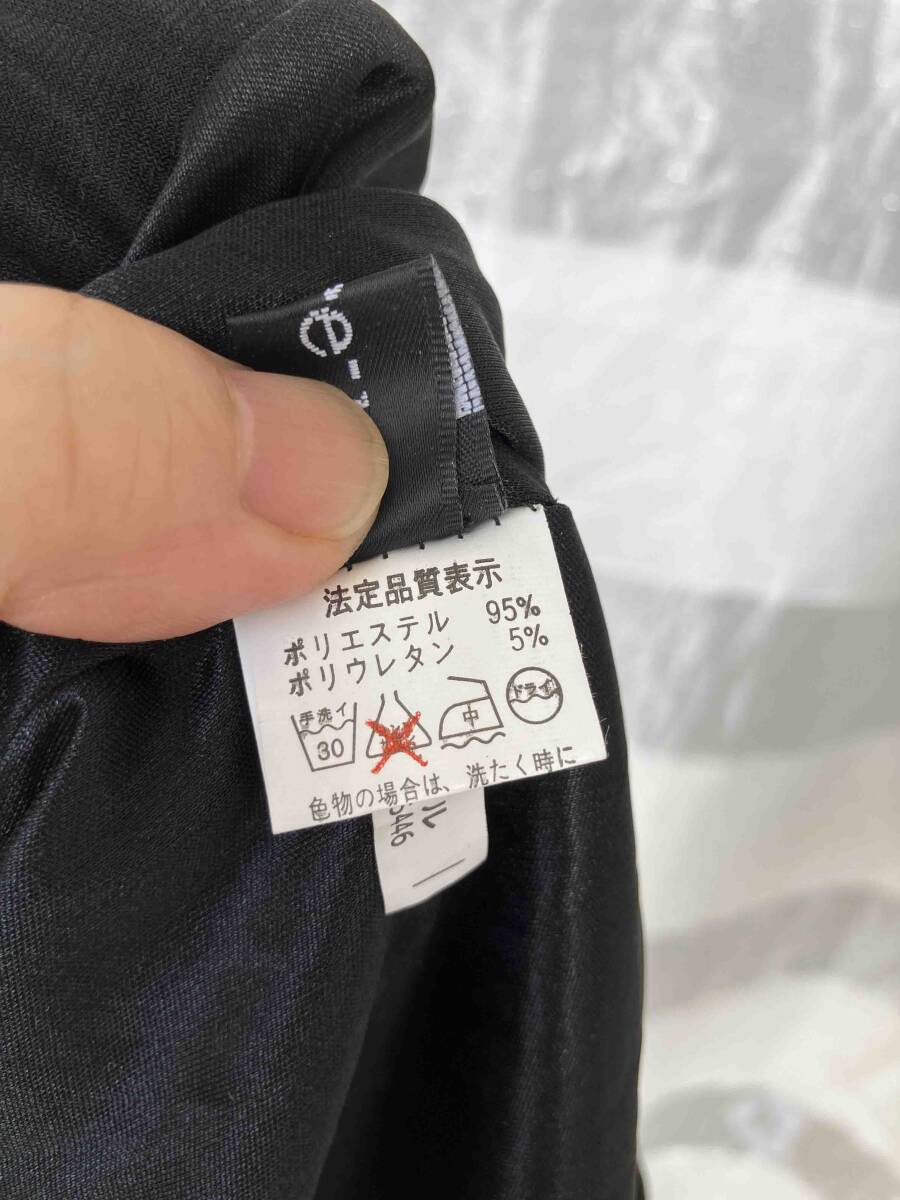 e-
法定品質表示
ポリエステル 95%
ポリウレタン 5%
手洗イ 30 中 ドライ
色物の場合は、洗たく時に
ル
5446